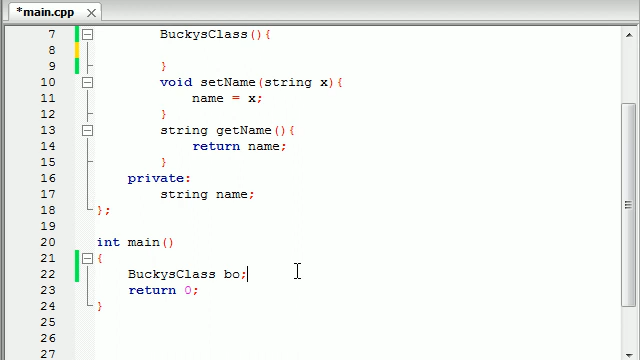 *main.cpp
7 BuckysClass(){
8
9 }
10 void setName(string x){
11 name = x;
12 }
13 string getName(){
14 return name;
15 }
16 private:
17 string name;
18 };
19
20 int main()
21 {
22 BuckysClass bo;
23 return 0;
24 }
25
26
27